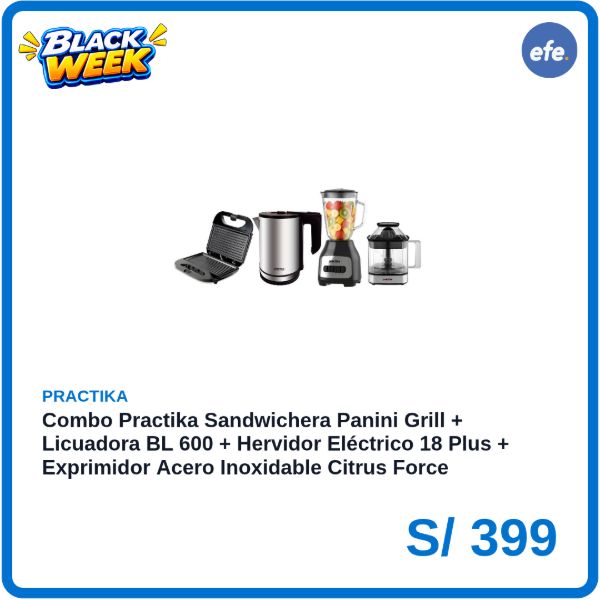 BLACK
WEEK
efe.
PRACTIKA
Combo Practika Sandwichera Panini Grill +
Licuadora BL 600 + Hervidor Eléctrico 18 Plus +
Exprimidor Acero Inoxidable Citrus Force
S/ 399